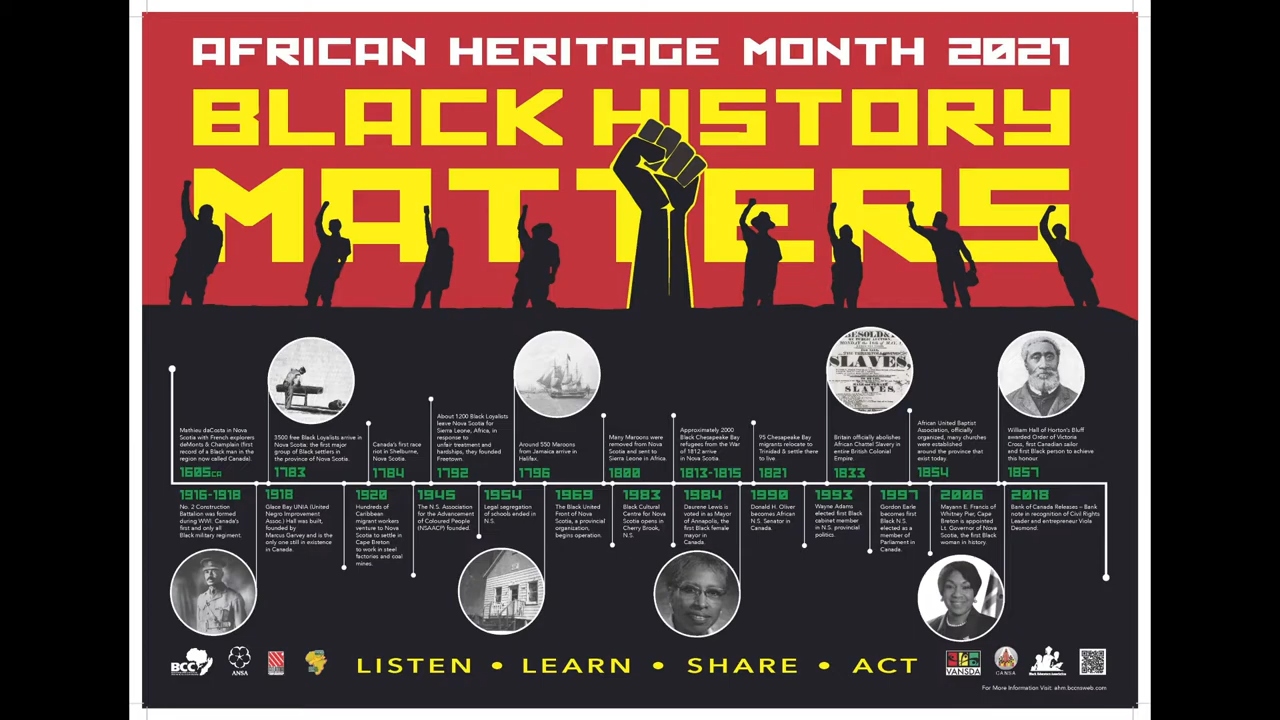 AFRICAN HERITAGE MONTH 2021
BLACK HISTORY
MATTERS
Mathieu daCosta in Nova
Scotia with French explorers
deMonts & Champlain (first
record of a Black man in the
region now called Canada).
1605CA
3500 free Black Loyalists arrive in
Nova Scotia: the first major
group of Black settlers in
the province of Nova Scotia.
1783
Canada's first race
riot in Shelburne,
Nova Scotia.
1784
About 1200 Black Loyalists
leave Nova Scotia for Sierra
Leone, Africa, in
response to
unfair treatment and
hardships, they founded
Freetown.
1792
Around 550 Maroons
from Jamaica arrive in
Halifax.
1796
Many Maroons were
removed from Nova
Scotia and sent to
Sierra Leone in Africa.
1800
Approximately 2000
Black Chesapeake Bay
refugees from the War
of 1812 arrive
in Nova Scotia.
1813-1815
95 Chesapeake Bay
migrants relocate to
Trinidad & settle there
to live.
1821
SLAVES,
SLAVES,
Britain officially abolishes
African Chattel Slavery in
entire British Colonial
Empire.
1833
African United Baptist
Association, officially
organized, many churches
were established
around the province that
exist today.
1854
William Hall of Horton's Bluff
awarded Order of Victoria
Cross, first Canadian sailor
and first Black person to achieve
this honour.
1857
1916-1918
No. 2 Construction
Battalion was formed
during WWI: Canada's
first and only all
Black military regiment.
1918
Glace Bay UNIA (United
Negro Improvement
Assoc.) Hall was built,
founded by
Marcus Garvey and is the
only one still in existence
in Canada.
1920
Hundreds of
Caribbean
migrant workers
venture to Nova
Scotia to settle in
Cape Breton
to work in steel
factories and coal
mines.
1945
The N.S. Association
for the Advancement
of Coloured People
(NSAACP) founded.
1954
Legal segregation
of schools ended in
N.S.
1969
The Black United
Front of Nova
Scotia, a provincial
organization,
begins operation.
1983
Black Cultural
Centre for Nova
Scotia opens in
Cherry Brook,
N.S.
1984
Daurene Lewis is
voted in as Mayor
of Annapolis, the
first Black female
mayor in
Canada.
1990
Donald H. Oliver
becomes African
N.S. Senator in
Canada.
1993
Wayne Adams
elected first Black
cabinet member
in N.S. provincial
politics.
1997
Gordon Earle
becomes first
Black N.S.
elected as a
member of
Parliament in
Canada.
2006
Mayann E. Francis of
Whitney Pier, Cape
Breton is appointed
Lt. Governor of Nova
Scotia, the first Black
woman in history.
2018
Bank of Canada Releases – Bank
note in recognition of Civil Rights
Leader and entrepreneur Viola
Desmond.
BCC
ANSA
LISTEN • LEARN • SHARE • ACT
VANSDA
CANSA
For More Information Visit: ahm.bccnsweb.com